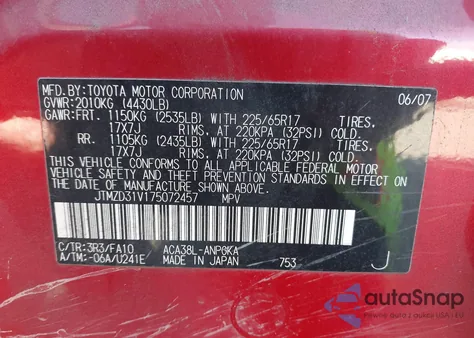 MFD.BY:TOYOTA MOTOR CORPORATION 06/07
GVWR:2010KG (4430LB)
GAWR:FRT. 1150KG (2535LB) WITH 225/65R17 TIRES.
17X7J RIMS. AT 220KPA (32PSI) COLD.
RR. 1105KG (2435LB) WITH 225/65R17 TIRES.
17X7J RIMS. AT 220KPA (32PSI) COLD.
THIS VEHICLE CONFORMS TO ALL APPLICABLE FEDERAL MOTOR
VEHICLE SAFETY, BUMPER, AND THEFT PREVENTION STANDARDS IN EFFECT
ON THE DATE OF MANUFACTURE SHOWN ABOVE.
JTMZD31V175072457 MPV
C/TR:3R3/FA10 ACA38L-ANPGKA
A/TM:-06A/U241E MADE IN JAPAN 753 J
autoSnap